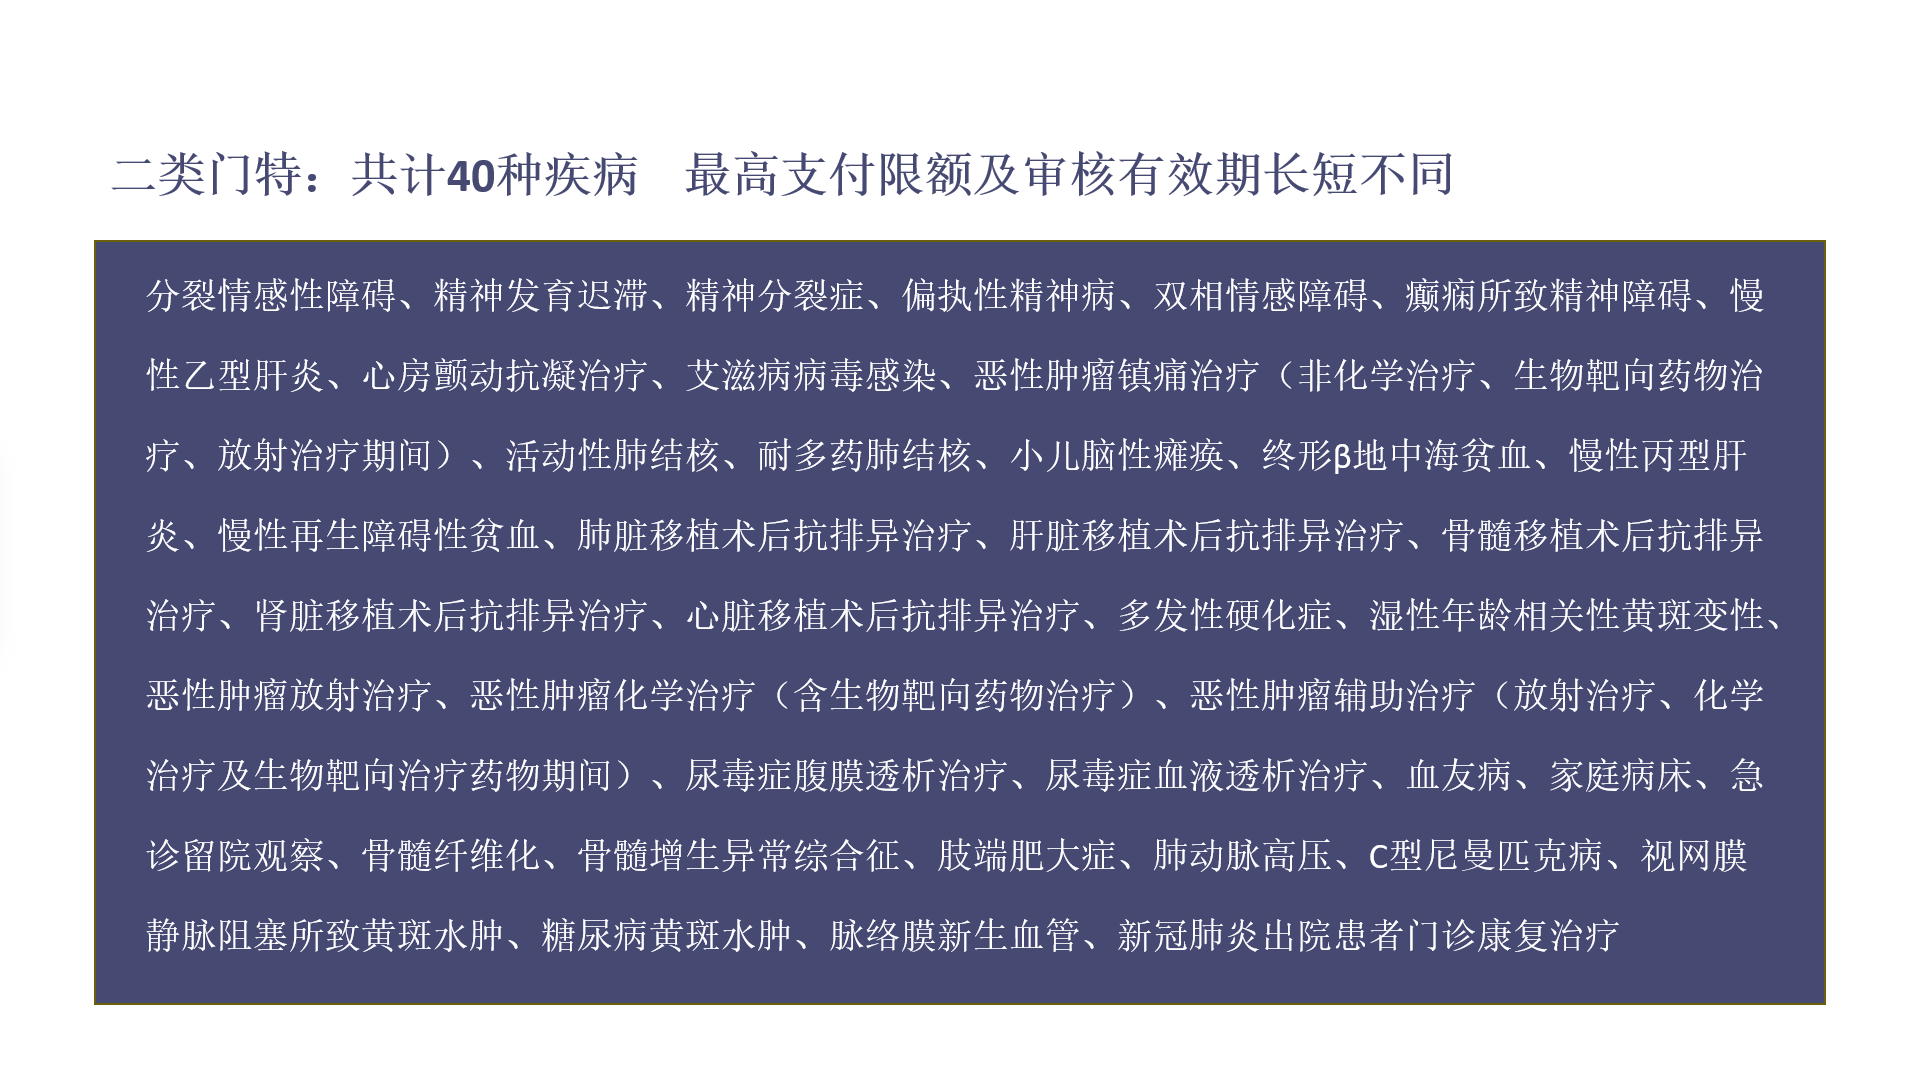 二类门特：共计40种疾病　最高支付限额及审核有效期长短不同
分裂情感性障碍、精神发育迟滞、精神分裂症、偏执性精神病、双相情感障碍、癫痫所致精神障碍、慢
性乙型肝炎、心房颤动抗凝治疗、艾滋病病毒感染、恶性肿瘤镇痛治疗（非化学治疗、生物靶向药物治
疗、放射治疗期间）、活动性肺结核、耐多药肺结核、小儿脑性瘫痪、终形β地中海贫血、慢性丙型肝
炎、慢性再生障碍性贫血、肺脏移植术后抗排异治疗、肝脏移植术后抗排异治疗、骨髓移植术后抗排异
治疗、肾脏移植术后抗排异治疗、心脏移植术后抗排异治疗、多发性硬化症、湿性年龄相关性黄斑变性、
恶性肿瘤放射治疗、恶性肿瘤化学治疗（含生物靶向药物治疗）、恶性肿瘤辅助治疗（放射治疗、化学
治疗及生物靶向治疗药物期间）、尿毒症腹膜透析治疗、尿毒症血液透析治疗、血友病、家庭病床、急
诊留院观察、骨髓纤维化、骨髓增生异常综合征、肢端肥大症、肺动脉高压、C型尼曼匹克病、视网膜
静脉阻塞所致黄斑水肿、糖尿病黄斑水肿、脉络膜新生血管、新冠肺炎出院患者门诊康复治疗